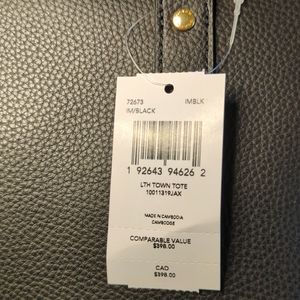 72673 IMBLK
IM/BLACK
1 92643 94626 2
LTH TOWN TOTE
10011319JAX
MADE IN CAMBODIA
CAMBODGE
COMPARABLE VALUE
$398.00
CAD
$398.00